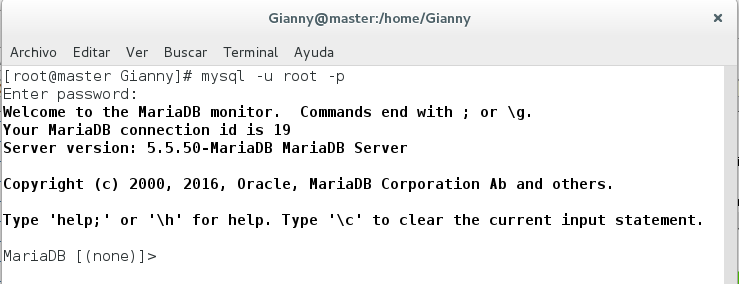 Gianny@master:/home/Gianny
Archivo Editar Ver Buscar Terminal Ayuda
[root@master Gianny]# mysql -u root -p
Enter password:
Welcome to the MariaDB monitor.  Commands end with ; or \g.
Your MariaDB connection id is 19
Server version: 5.5.50-MariaDB MariaDB Server
Copyright (c) 2000, 2016, Oracle, MariaDB Corporation Ab and others.
Type 'help;' or '\h' for help. Type '\c' to clear the current input statement.
MariaDB [(none)]>